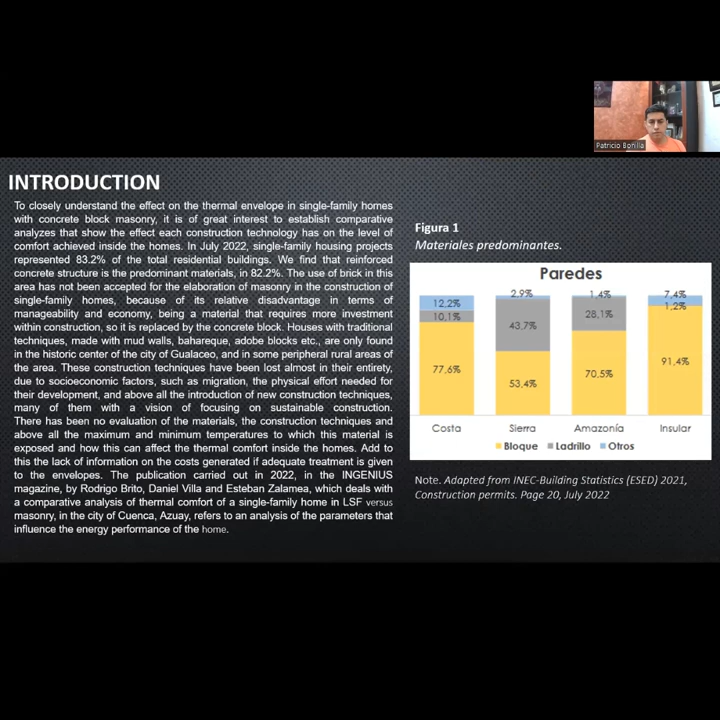 Patricio Bonilla
INTRODUCTION
To closely understand the effect on the thermal envelope in single-family homes
with concrete block masonry, it is of great interest to establish comparative
analyzes that show the effect each construction technology has on the level of
comfort achieved inside the homes. In July 2022, single-family housing projects
represented 83.2% of the total residential buildings. We find that reinforced
concrete structure is the predominant materials, in 82.2%. The use of brick in this
area has not been accepted for the elaboration of masonry in the construction of
single-family homes, because of its relative disadvantage in terms of
manageability and economy, being a material that requires more investment
within construction, so it is replaced by the concrete block. Houses with traditional
techniques, made with mud walls, bahareque, adobe blocks etc., are only found
in the historic center of the city of Gualaceo, and in some peripheral rural areas of
the area. These construction techniques have been lost almost in their entirety,
due to socioeconomic factors, such as migration, the physical effort needed for
their development, and above all the introduction of new construction techniques,
many of them with a vision of focusing on sustainable construction.
There has been no evaluation of the materials, the construction techniques and
above all the maximum and minimum temperatures to which this material is
exposed and how this can affect the thermal comfort inside the homes. Add to
this the lack of information on the costs generated if adequate treatment is given
to the envelopes. The publication carried out in 2022, in the INGENIUS
magazine, by Rodrigo Brito, Daniel Villa and Esteban Zalamea, which deals with
a comparative analysis of thermal comfort of a single-family home in LSF versus
masonry, in the city of Cuenca, Azuay, refers to an analysis of the parameters that
influence the energy performance of the home.
Figura 1
Materiales predominantes.
Paredes
12,2% 2,9% 1,4% 7,4%
10,1% 43,7% 28,1% 1,2%
77,6% 53,4% 70,5% 91,4%
Costa Sierra Amazonía Insular
Bloque Ladrillo Otros
Note. Adapted from INEC-Building Statistics (ESED) 2021,
Construction permits. Page 20, July 2022